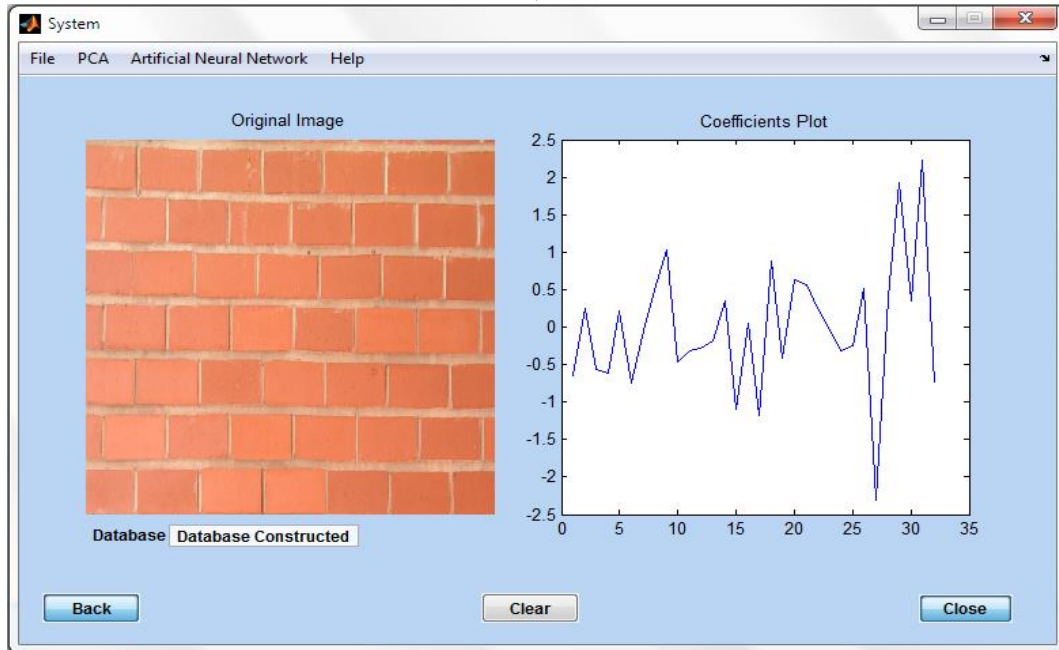 System
File PCA Artificial Neural Network Help
Original Image
Coefficients Plot
2.5
2
1.5
1
0.5
0
-0.5
-1
-1.5
-2
-2.5
0 5 10 15 20 25 30 35
Database Database Constructed
Back Clear Close